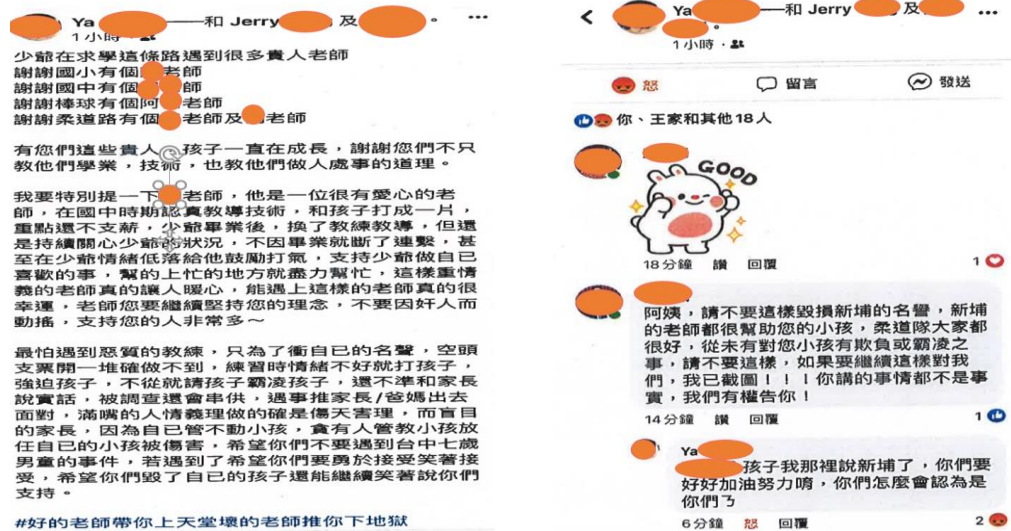 Ya
和 Jerry
及
。
1小時 ·
少爺在求學這條路遇到很多貴人老師
謝謝國小有個 老師
謝謝國中有個 老師
謝謝棒球有個阿 老師
謝謝柔道路有個 老師及 老師
有您們這些貴人 孩子一直在成長，謝謝您們不只
教他們學業，技術，也教他們做人處事的道理。
我要特別提一下 老師，他是一位很有愛心的老
師，在國中時期認真教導技術，和孩子打成一片，
重點還不支薪，少爺畢業後，換了教練教導，但還
是持續關心少爺的狀況，不因畢業就斷了連繫，甚
至在少爺情緒低落給他鼓勵打氣，支持少爺做自已
喜歡的事，幫的上忙的地方就盡力幫忙，這樣重情
義的老師真的讓人暖心，能遇上這樣的老師真的很
幸運，老師您要繼續堅持您的理念，不要因奸人而
動搖，支持您的人非常多～
最怕遇到惡質的教練，只為了衝自已的名聲，空頭
支票開一堆確做不到，練習時情緒不好就打孩子，
強迫孩子，不從就請孩子霸凌孩子，還不準和家長
說實話，被調查還會串供，遇事推家長/爸媽出去
面對，滿嘴的人情義理做的確是傷天害理，而盲目
的家長，因為自已管不動小孩，貪有人管教小孩放
任自已的小孩被傷害，希望你們不要遇到台中七歲
男童的事件，若遇到了希望你們要勇於接受笑著接
受，希望你們毀了自已的孩子還能繼續笑著說你們
支持。
#好的老師帶你上天堂壞的老師推你下地獄
Ya
和 Jerry
及
。
1小時 ·
怒
留言
發送
你、王家和其他18人
GOOD
18分鐘 讚 回覆
1
阿姨，請不要這樣毀損新埔的名譽，新埔
的老師都很幫助您的小孩，柔道隊大家都
很好，從未有對您小孩有欺負或霸凌之
事，請不要這樣，如果要繼續這樣對我
們，我已截圖！！！你講的事情都不是事
實，我們有權告你！
14分鐘 讚 回覆
1
Ya
孩子我那裡說新埔了，你們要
好好加油努力唷，你們怎麼會認為是
你們ㄋ
6分鐘 怒 回覆
2